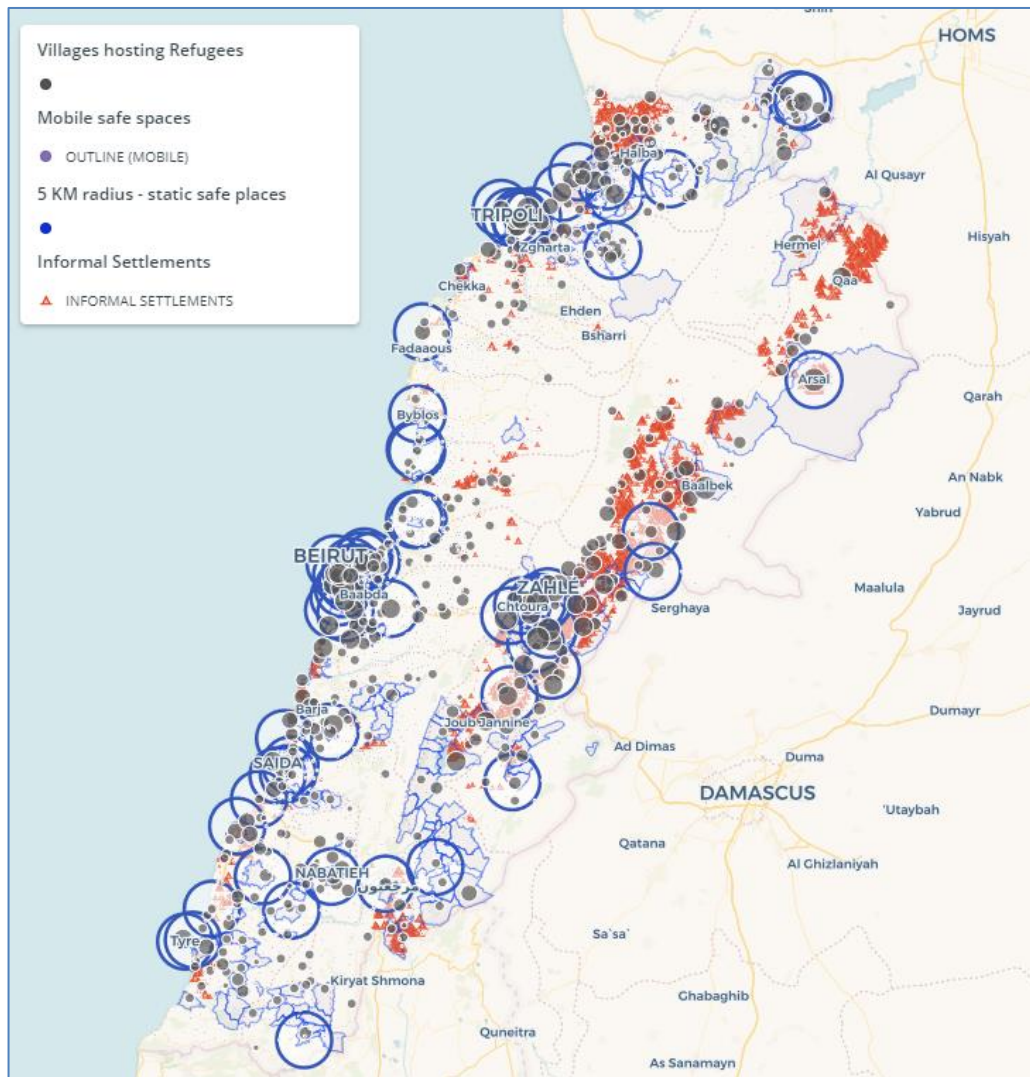 Villages hosting Refugees
Mobile safe spaces
OUTLINE (MOBILE)
5 KM radius - static safe places
Informal Settlements
INFORMAL SETTLEMENTS
HOMS
Halba
Al Qusayr
TRIPOLI
Zgharta
Hermel
Hisyah
Qaa
Chekka
Ehden
Bsharri
Fadaaous
Arsal
Qarah
Byblos
An Nabk
Baalbek
Yabrud
BEIRUT
Baabda
ZAHLÉ
Chtoura
Serghaya
Maalula
Jayrud
Barja
Joub Jannine
Dumayr
Ad Dimas
Duma
SAIDA
DAMASCUS
'Utaybah
Qatana
Al Ghizlaniyah
NABATIEH
مرجعيون
Tyre
Sa`sa`
Kiryat Shmona
Ghabaghib
Quneitra
As Sanamayn